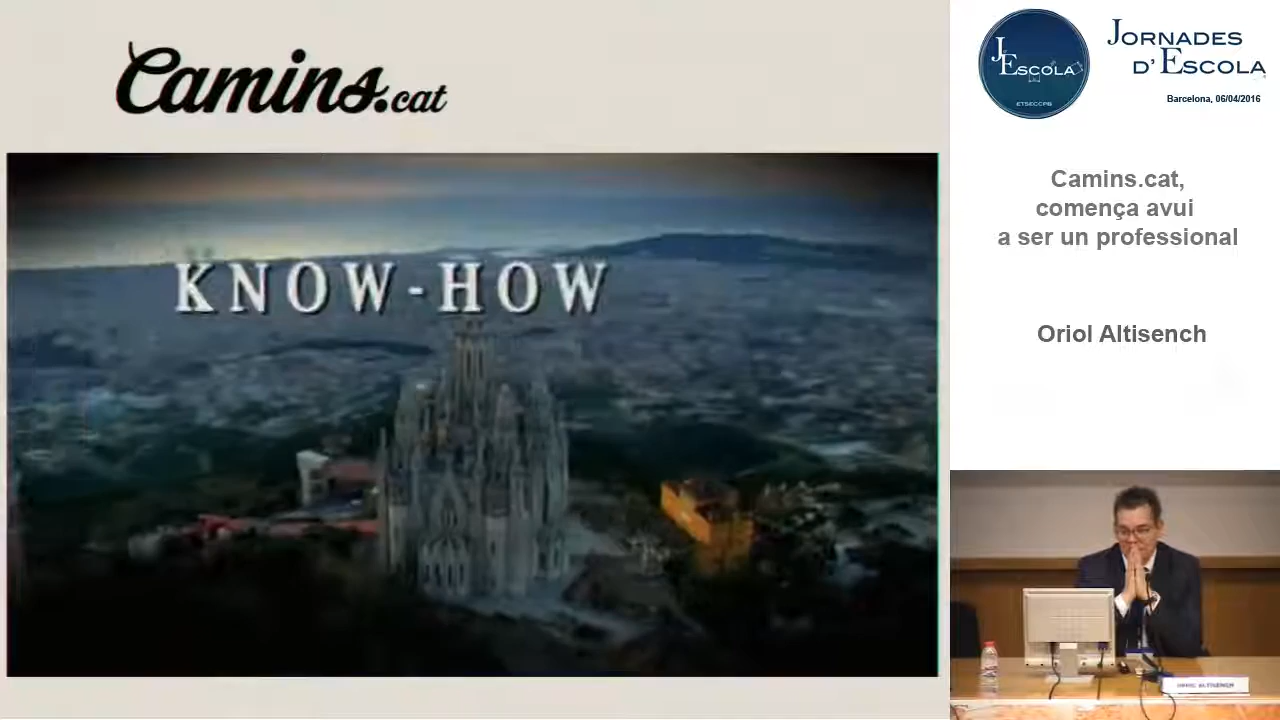 Camins.cat
KNOW-HOW
JESCOLA
ETSECCPB
JORNADES
D'ESCOLA
Barcelona, 06/04/2016
Camins.cat,
comença avui
a ser un professional
Oriol Altisench
ORIOL ALTISENCH